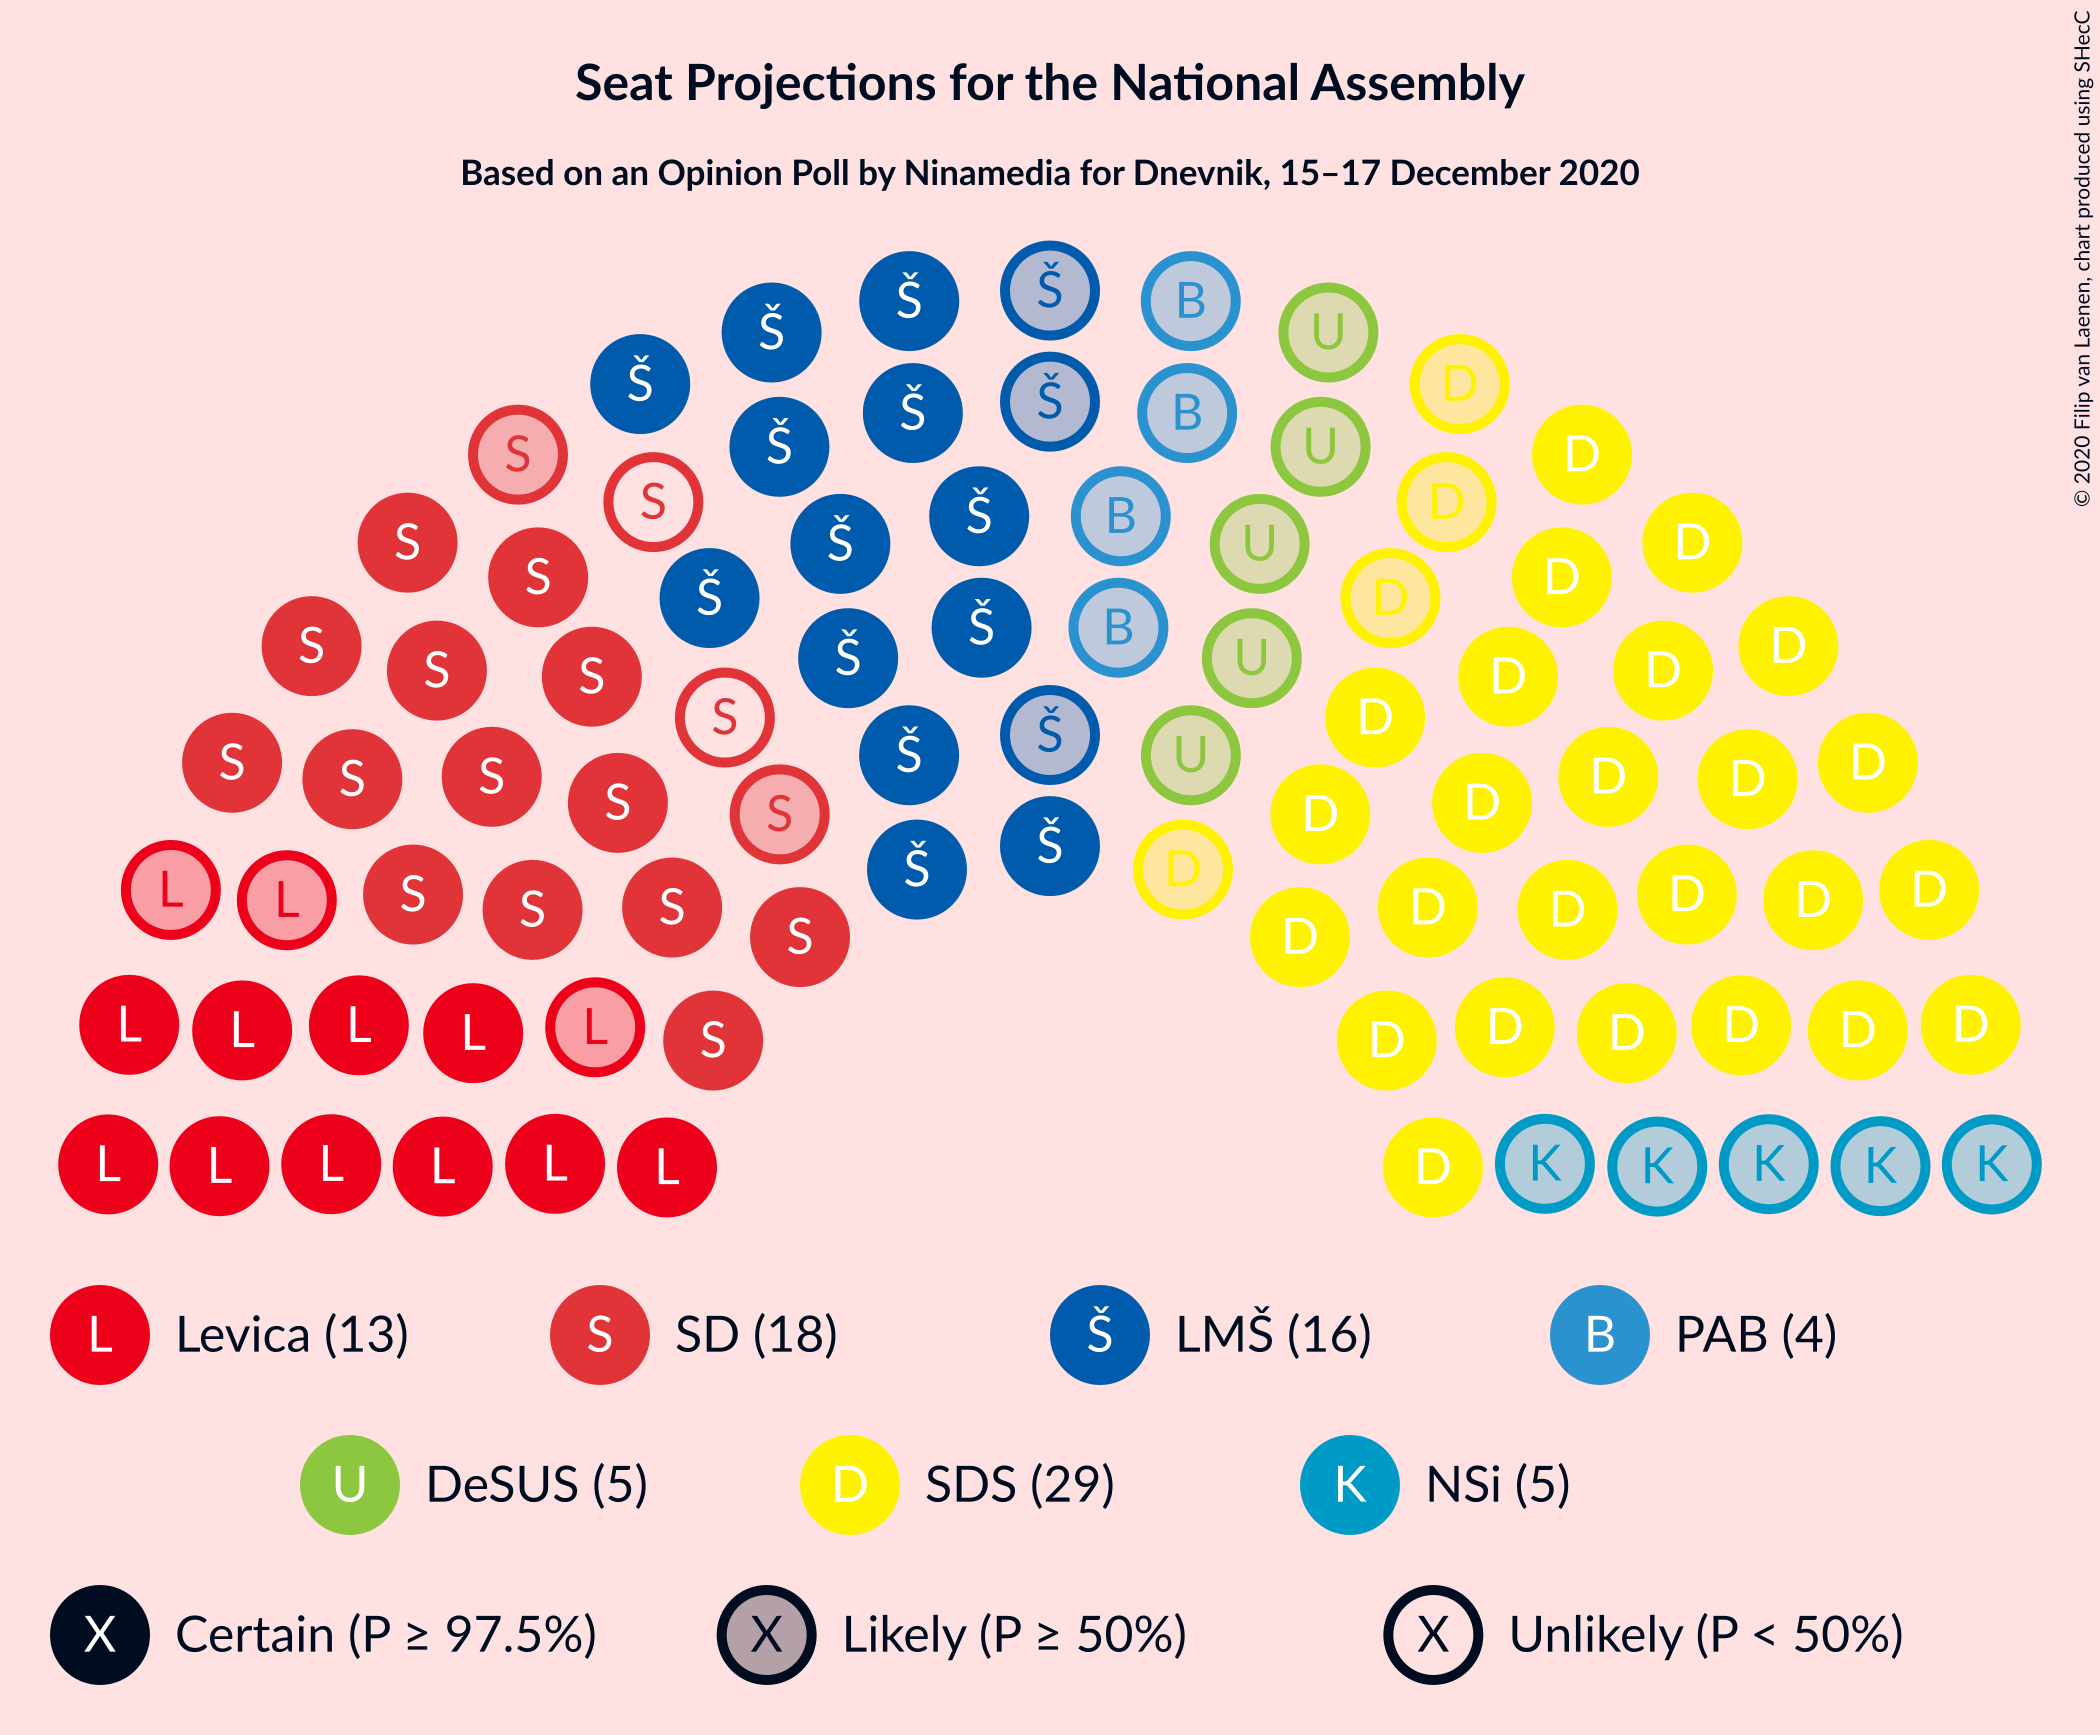 Seat Projections for the National Assembly
Based on an Opinion Poll by Ninamedia for Dnevnik, 15–17 December 2020
© 2020 Filip van Laenen, chart produced using SHecC
Š Š Š B U
Š D
S Š Š Š B U D
S S D
S Š Š Š B U D D
S S D D
S S Š Š Š B U D D D
S S S S Š Š U D D D D D
S S D D
L L S S S S Š Š D D D D D D D
L L L L L S D D D D D D
L L L L L L D K K K K K
L Levica (13) S SD (18) Š LMŠ (16) B PAB (4)
U DeSUS (5) D SDS (29) K NSi (5)
X Certain (P ≥ 97.5%) X Likely (P ≥ 50%) X Unlikely (P < 50%)